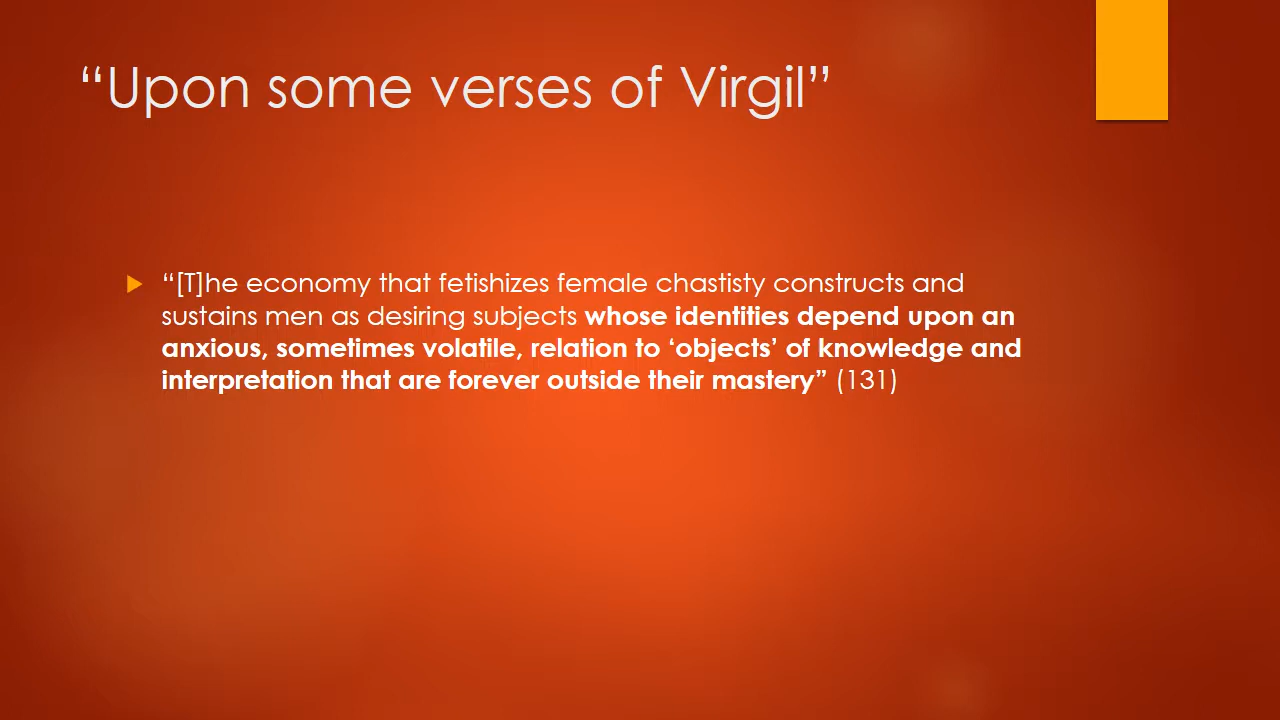 “Upon some verses of Virgil”
“[T]he economy that fetishizes female chastisty constructs and
sustains men as desiring subjects whose identities depend upon an
anxious, sometimes volatile, relation to ‘objects’ of knowledge and
interpretation that are forever outside their mastery” (131)